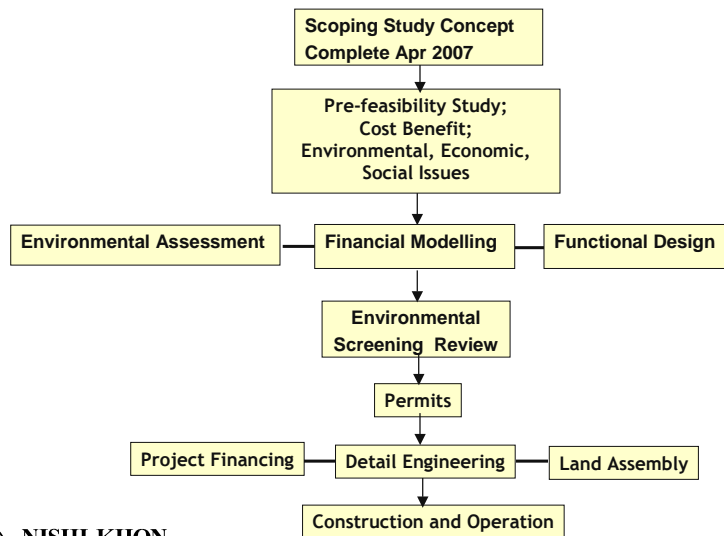 Scoping Study Concept
Complete Apr 2007
Pre-feasibility Study;
Cost Benefit;
Environmental, Economic,
Social Issues
Environmental Assessment
Financial Modelling
Functional Design
Environmental
Screening Review
Permits
Project Financing
Detail Engineering
Land Assembly
Construction and Operation